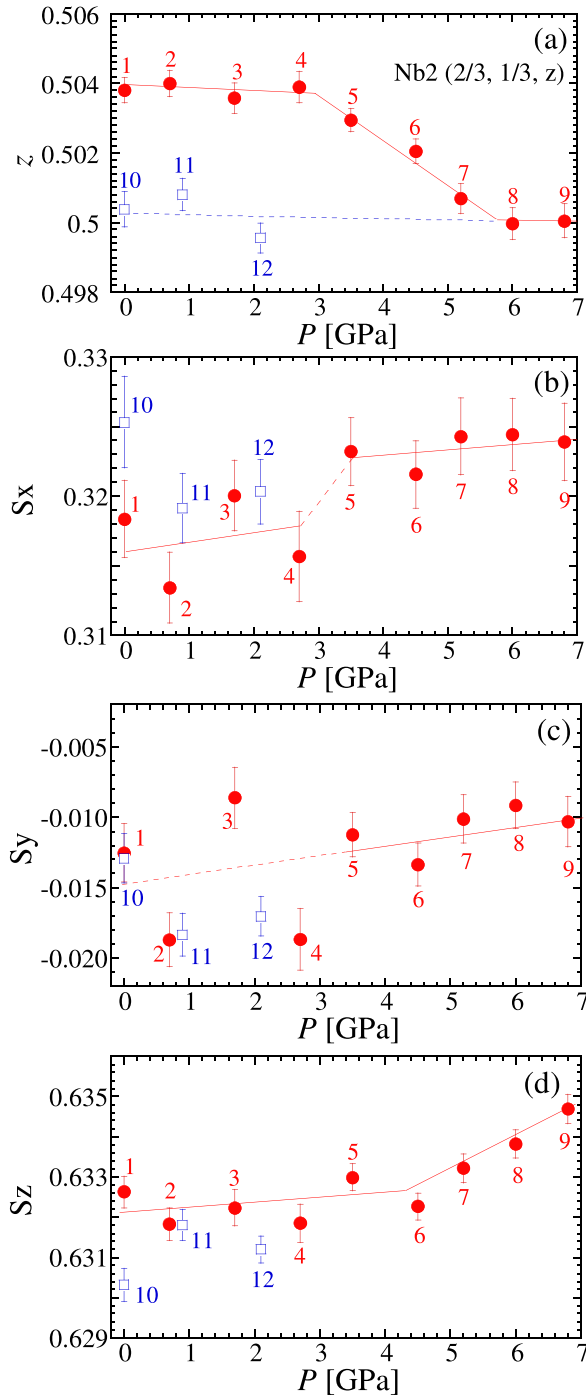 0.506
(a)
Nb2 (2/3, 1/3, z)
1 2 3 4
0.504
5
0.502
6
z
10 11
7 8 9
0.5
12
0.498
0 1 2 3 4 5 6 7
P [GPa]
0.33
(b)
10
12
1 3 11
5 6 7 8 9
0.32
Sx
2 4
0.31
0 1 2 3 4 5 6 7
P [GPa]
(c)
-0.005
3
-0.010
1
5 6 7 8 9
Sy
-0.015
10
12
2 11 4
-0.020
0 1 2 3 4 5 6 7
P [GPa]
(d)
0.635
9
5
8
1 2 3
7
0.633
Sz
11 4 6
0.631
12
10
0.629
0 1 2 3 4 5 6 7
P [GPa]